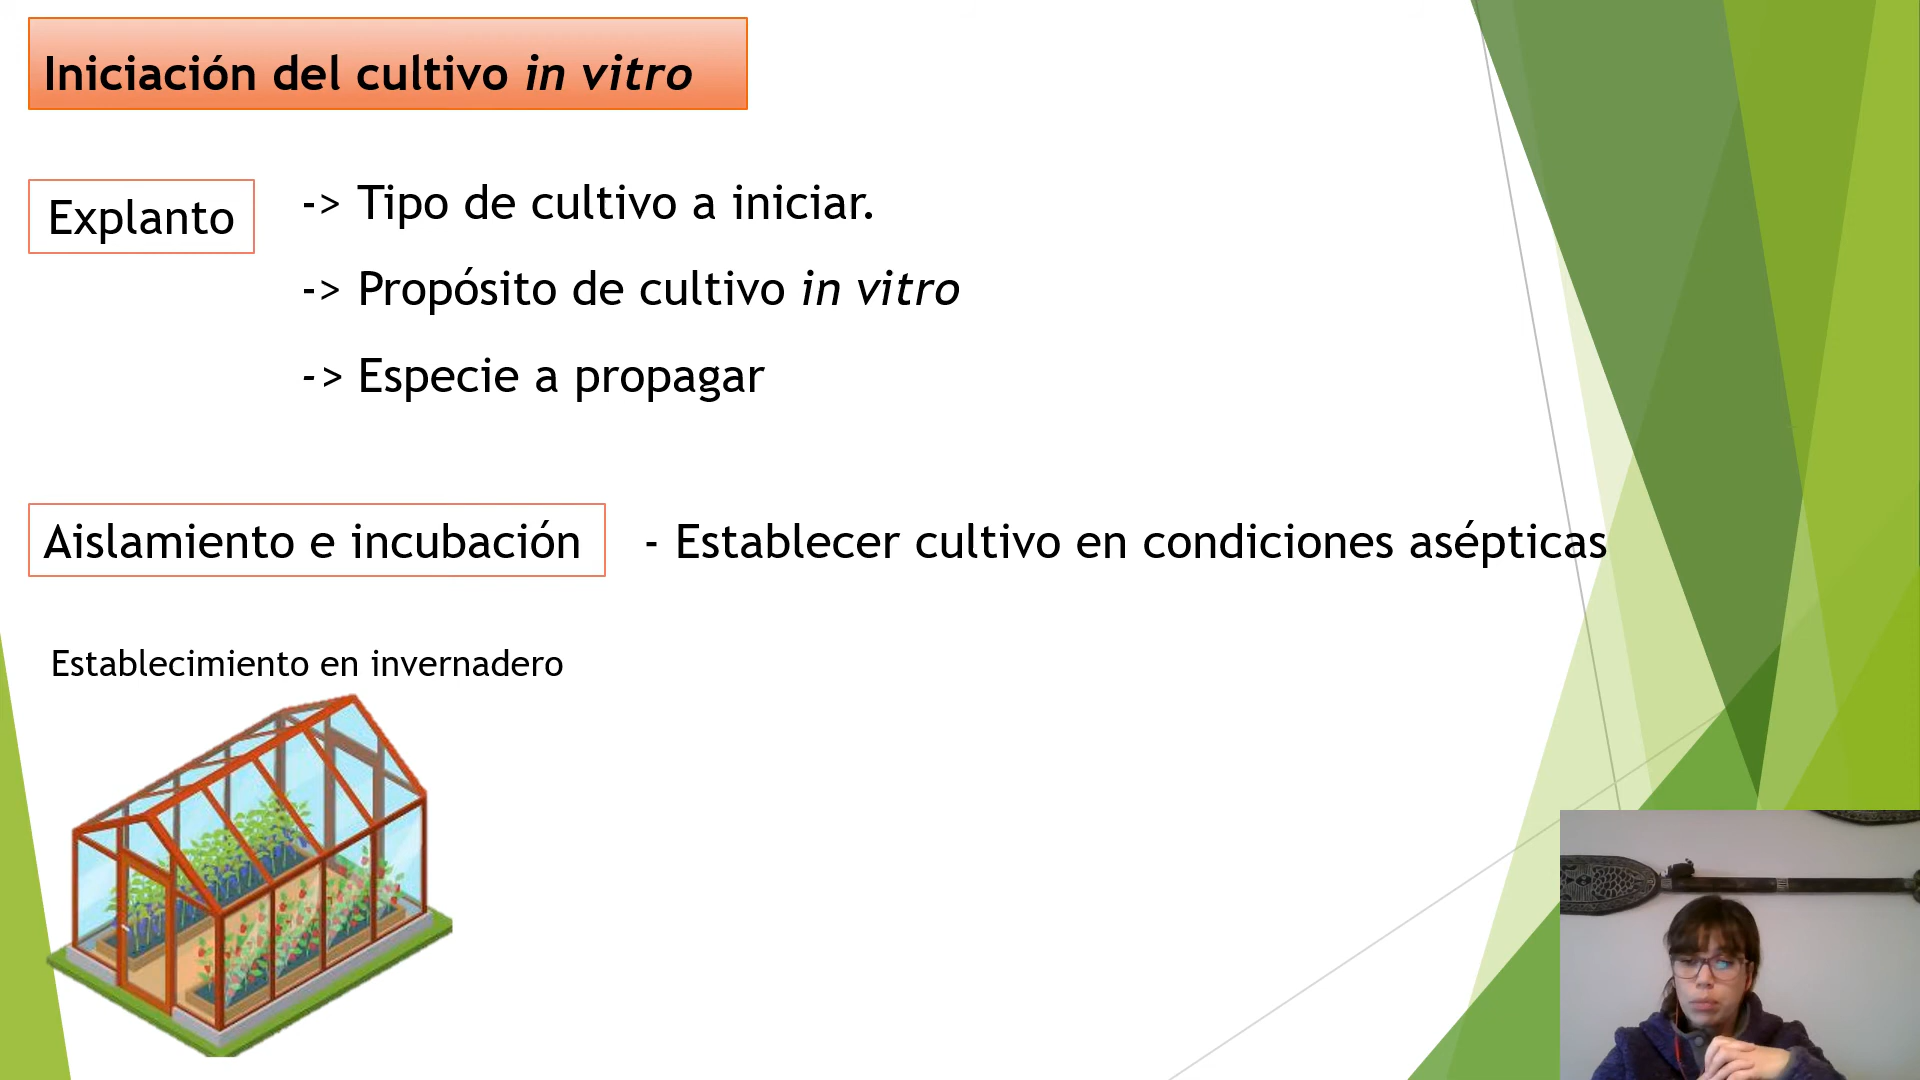 Iniciación del cultivo in vitro
Explanto
-> Tipo de cultivo a iniciar.
-> Propósito de cultivo in vitro
-> Especie a propagar
Aislamiento e incubación - Establecer cultivo en condiciones asépticas
Establecimiento en invernadero